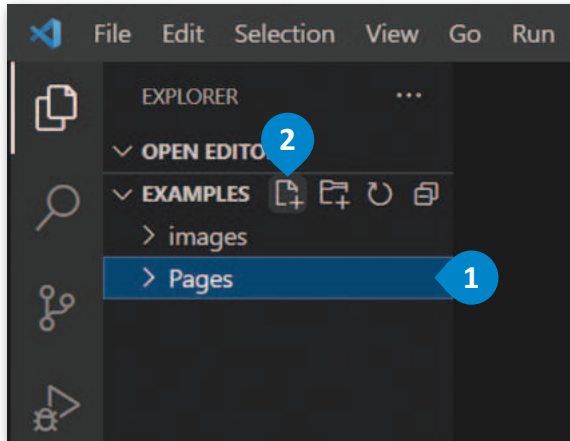 File Edit Selection View Go Run
EXPLORER ...
2
OPEN EDITO
EXAMPLES
images
Pages
1